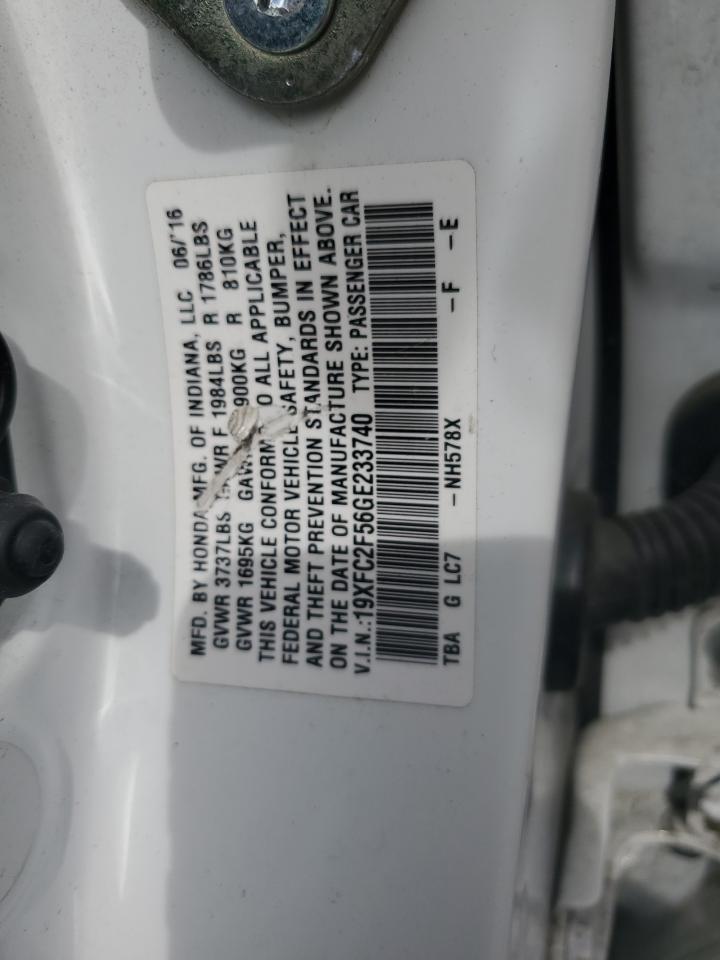 MFD. BY HONDA MFG. OF INDIANA, LLC 06/'16
GVWR 3737LBS F 1984LBS R 1786LBS
GVWR 1695KG 900KG R 810KG
THIS VEHICLE CONFORM ALL APPLICABLE
FEDERAL MOTOR VEHICLE SAFETY, BUMPER,
AND THEFT PREVENTION STANDARDS IN EFFECT
ON THE DATE OF MANUFACTURE SHOWN ABOVE.
V.I.N.:19XFC2F56GE233740 TYPE: PASSENGER CAR
TBA G LC7 -NH578X -F -E